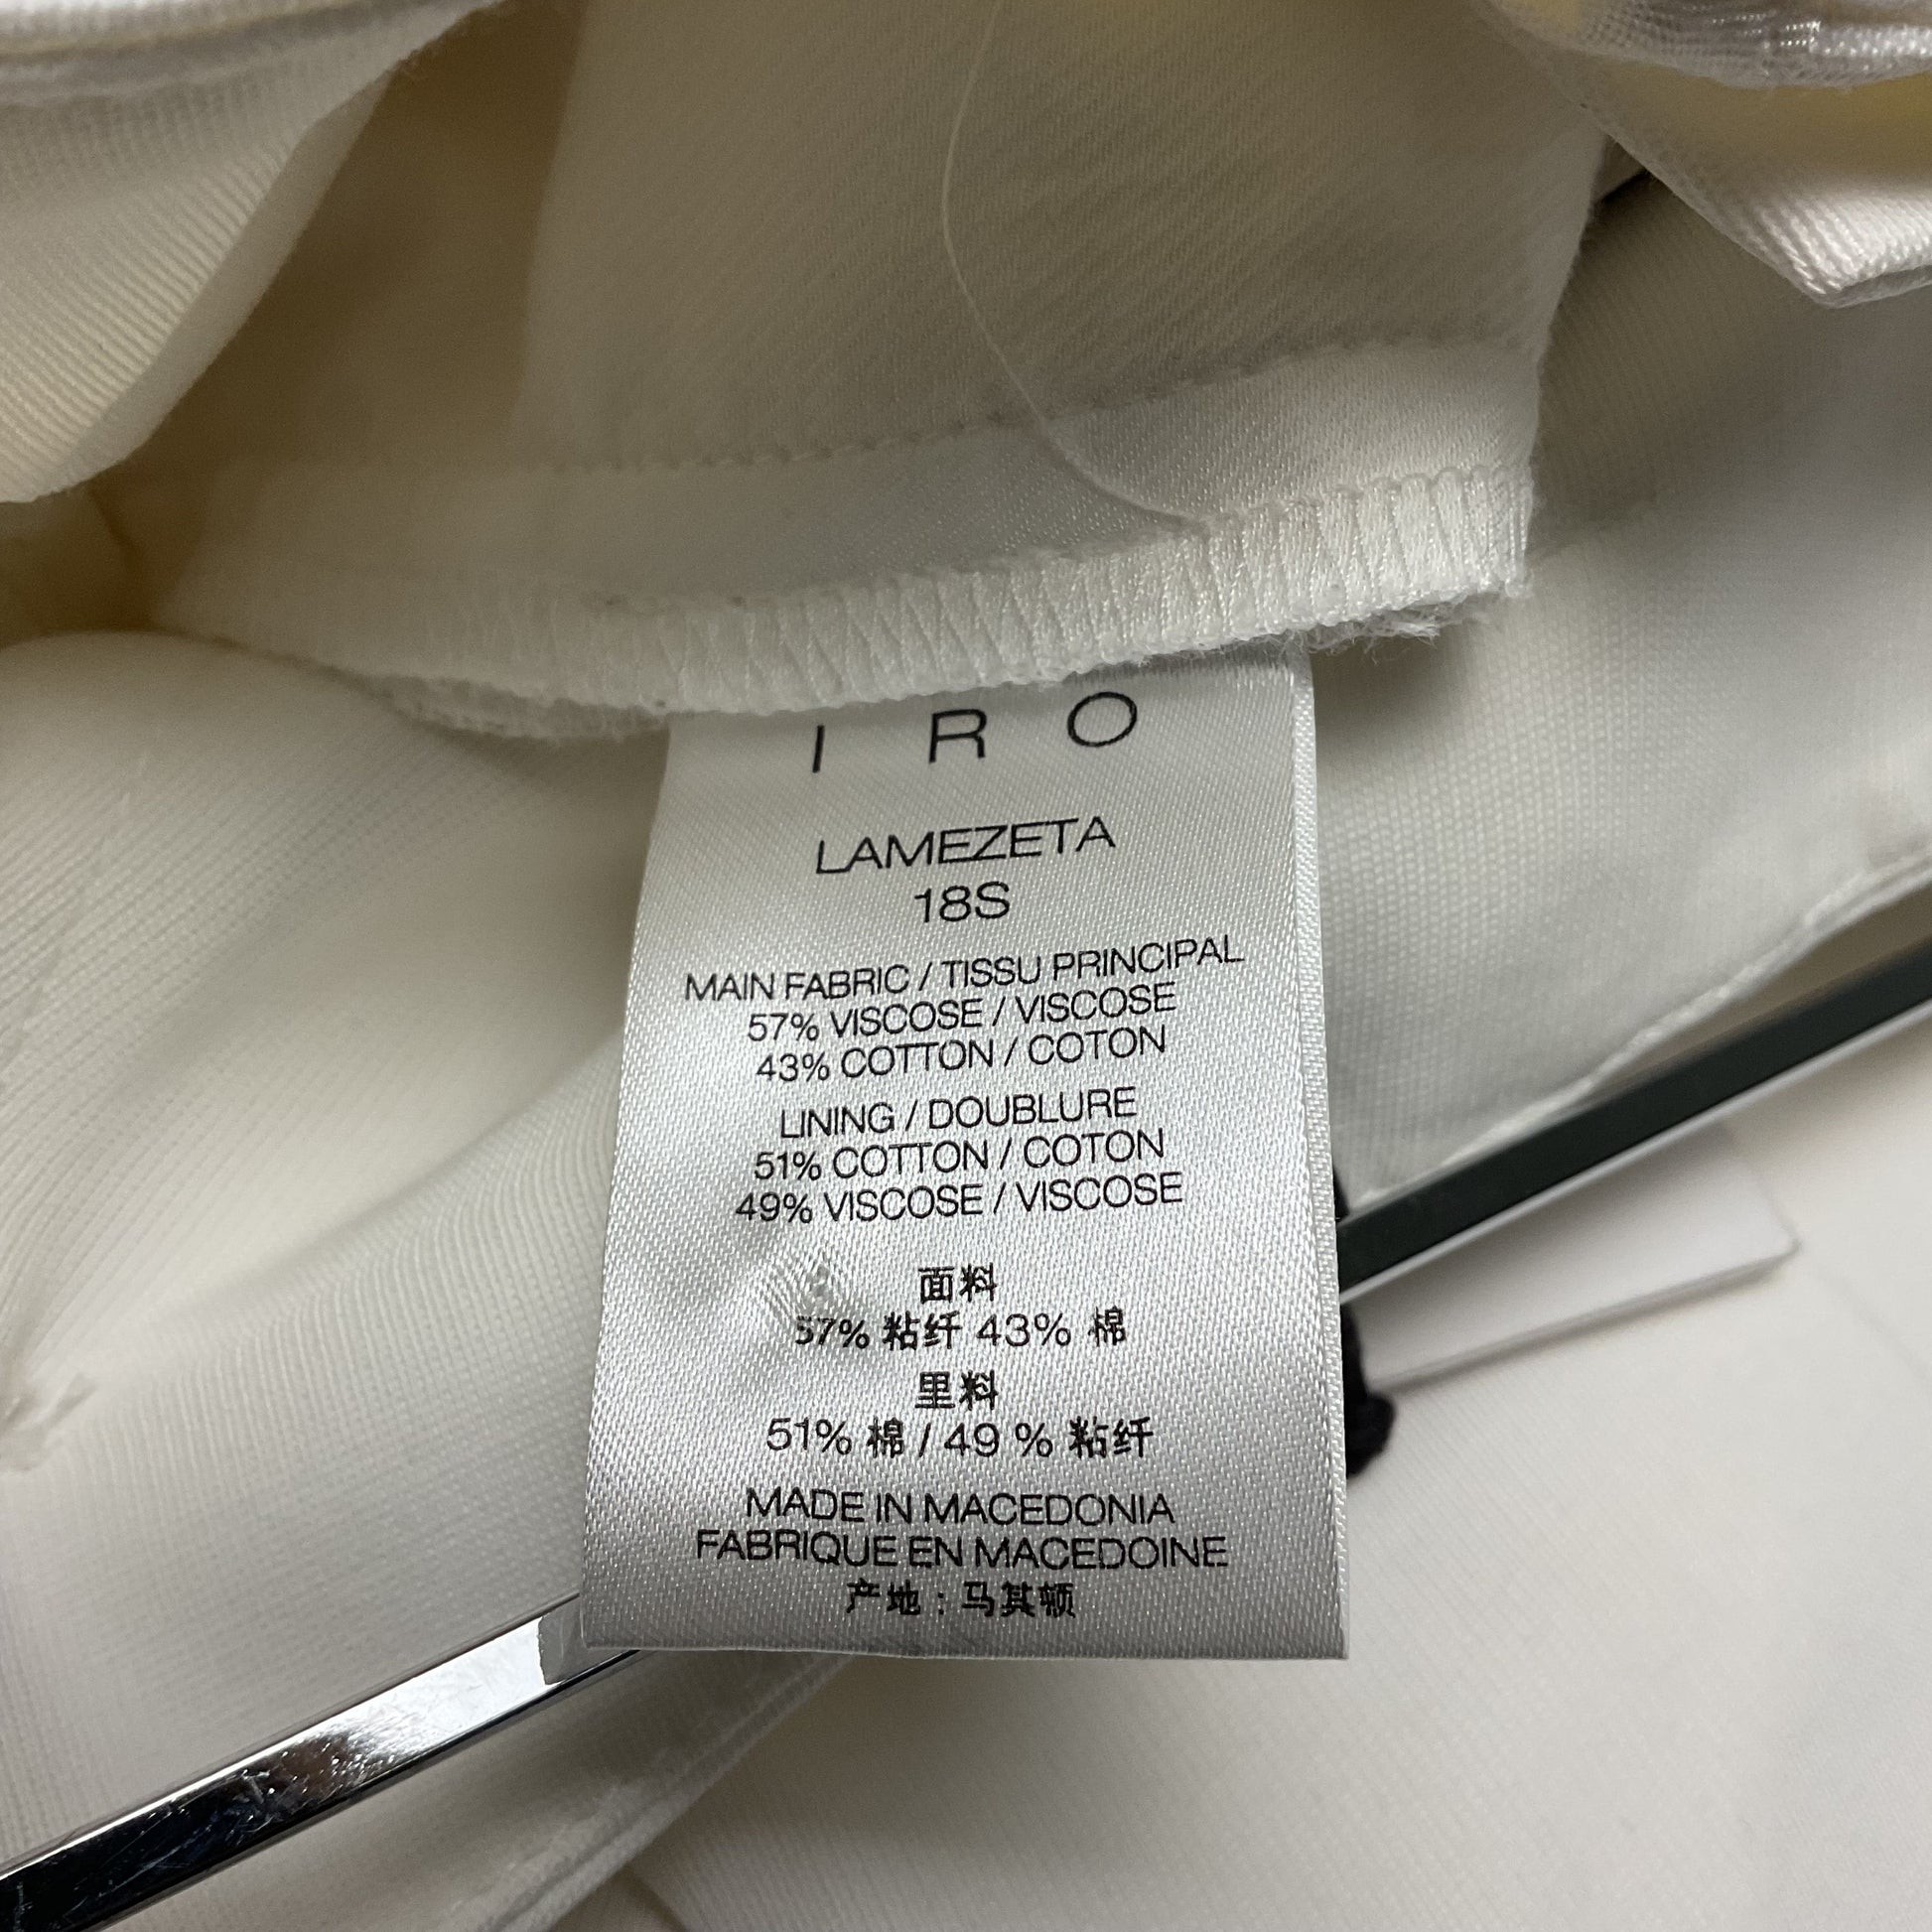 I R O
LAMEZETA
18S
MAIN FABRIC / TISSU PRINCIPAL
57% VISCOSE / VISCOSE
43% COTTON / COTON
LINING / DOUBLURE
51% COTTON / COTON
49% VISCOSE / VISCOSE
面料
57% 粘纤 43% 棉
里料
51% 棉 / 49 % 粘纤
MADE IN MACEDONIA
FABRIQUE EN MACEDOINE
产地 : 马其顿